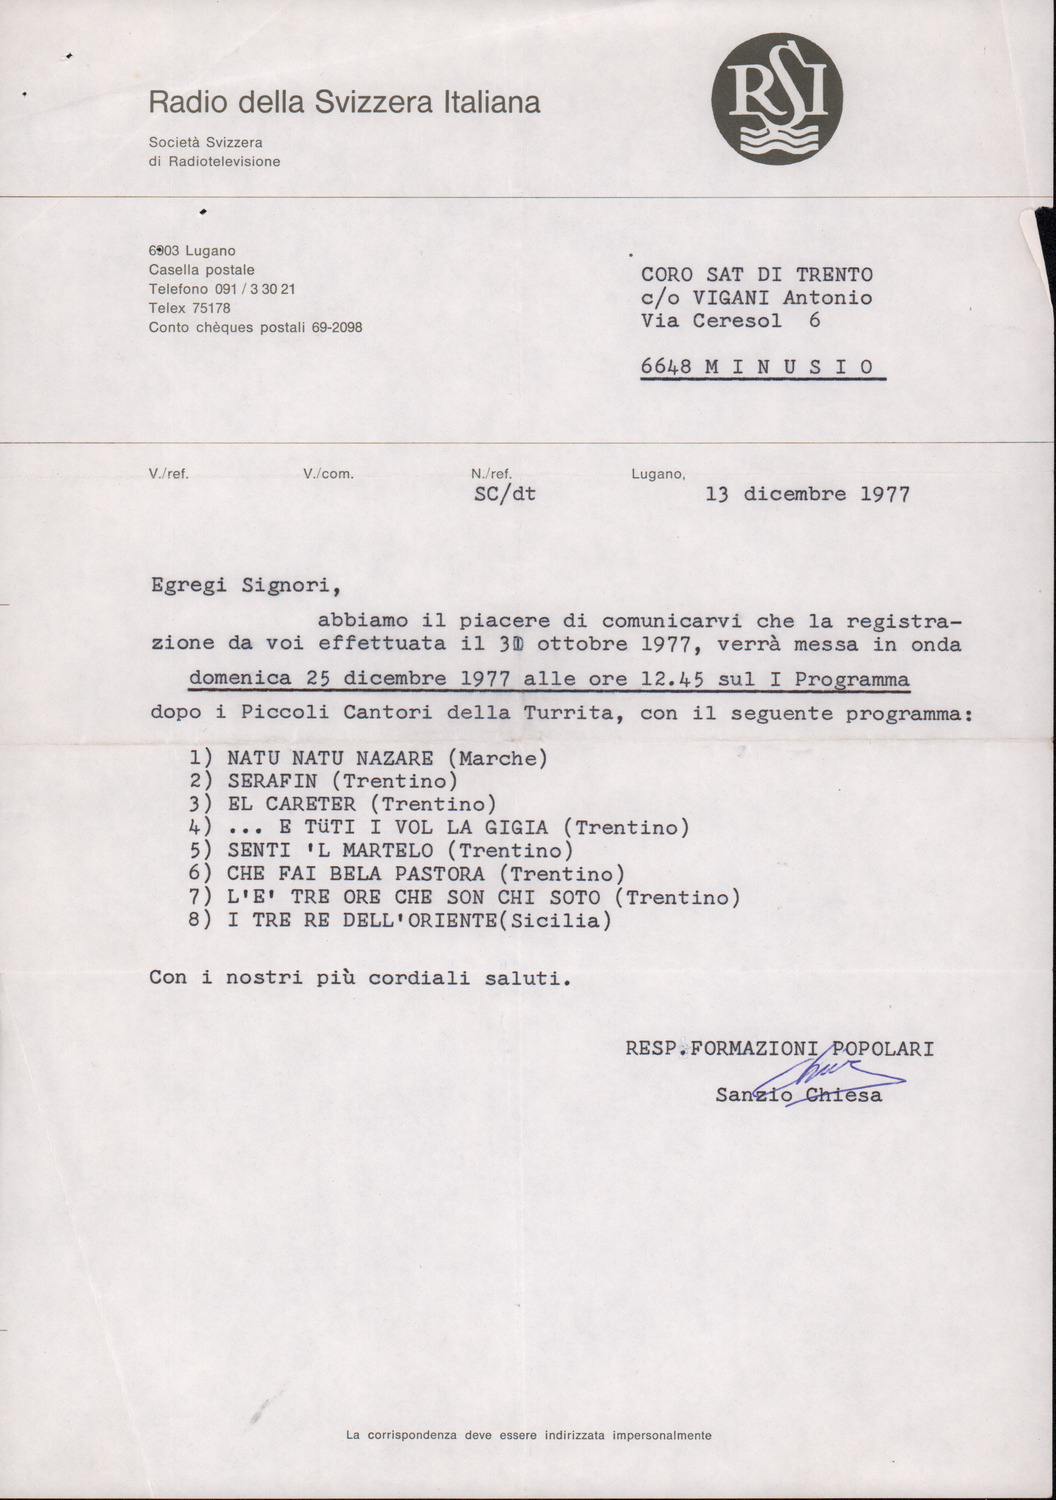 Radio della Svizzera Italiana
RSI
Società Svizzera
di Radiotelevisione
6903 Lugano
Casella postale
Telefono 091 / 3 30 21
Telex 75178
Conto chèques postali 69-2098
CORO SAT DI TRENTO
c/o VIGANI Antonio
Via Ceresol 6
6648 M I N U S I O
V./ref. V./com. N./ref. Lugano,
SC/dt 13 dicembre 1977
Egregi Signori,
abbiamo il piacere di comunicarvi che la registra-
zione da voi effettuata il ottobre 1977, verrà messa in onda
domenica 25 dicembre 1977 alle ore 12.45 sul I Programma
dopo i Piccoli Cantori della Turrita, con il seguente programma:
1) NATU NATU NAZARE (Marche)
2) SERAFIN (Trentino)
3) EL CARETER (Trentino)
4) ... E TüTI I VOL LA GIGIA (Trentino)
5) SENTI 'L MARTELO (Trentino)
6) CHE FAI BELA PASTORA (Trentino)
7) L'E' TRE ORE CHE SON CHI SOTO (Trentino)
8) I TRE RE DELL'ORIENTE(Sicilia)
Con i nostri più cordiali saluti.
RESP.FORMAZIONI POPOLARI
Sanzio Chiesa
La corrispondenza deve essere indirizzata impersonalmente